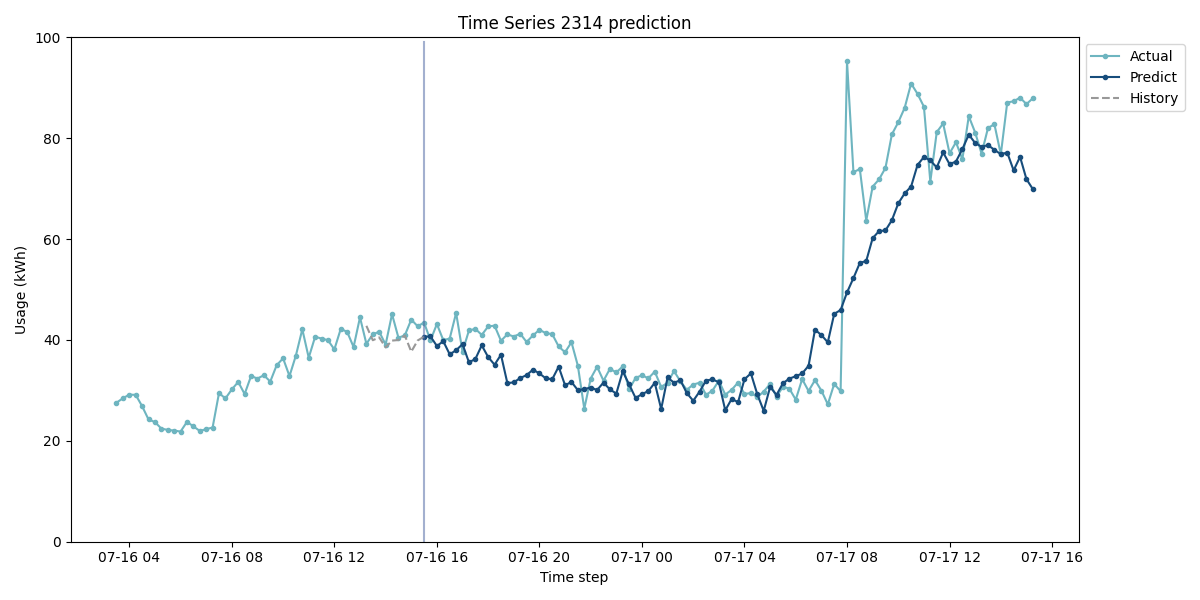 Time Series 2314 prediction
100
80
60
40
20
0
Usage (kWh)
07-16 04
07-16 08
07-16 12
07-16 16
07-16 20
07-17 00
07-17 04
07-17 08
07-17 12
07-17 16
Time step
Actual
Predict
History